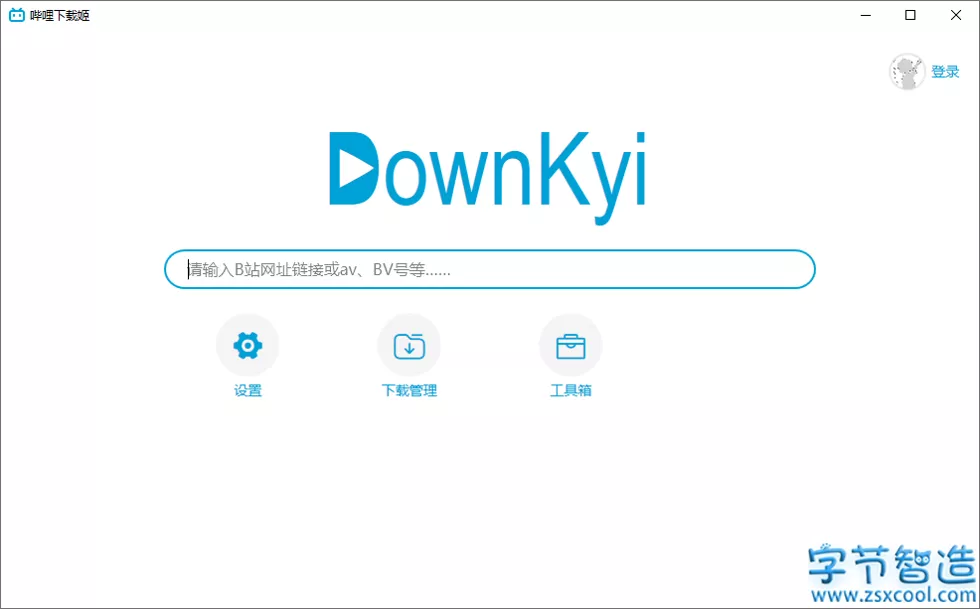 哔哩下载姬
登录
DownKyi
请输入B站网址链接或av、BV号等......
设置
下载管理
工具箱
字节智造
www.zsxcool.com